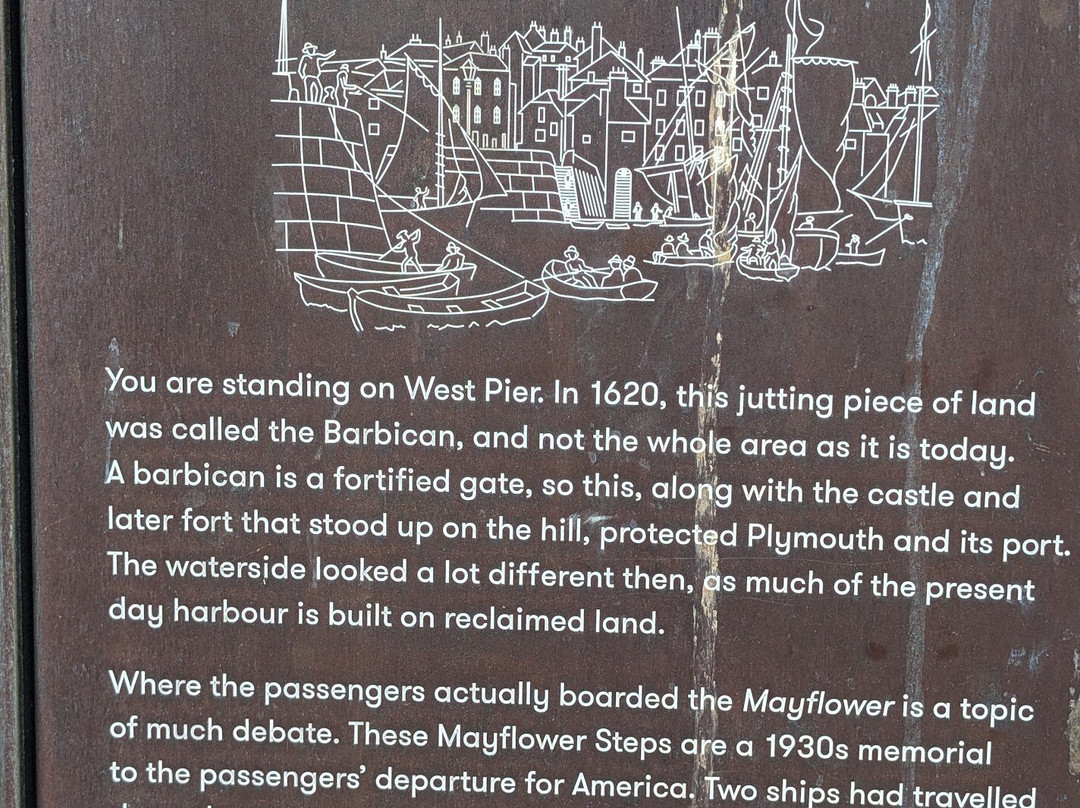 You are standing on West Pier. In 1620, this jutting piece of land
was called the Barbican, and not the whole area as it is today.
A barbican is a fortified gate, so this, along with the castle and
later fort that stood up on the hill, protected Plymouth and its port.
The waterside looked a lot different then, as much of the present
day harbour is built on reclaimed land.
Where the passengers actually boarded the Mayflower is a topic
of much debate. These Mayflower Steps are a 1930s memorial
to the passengers’ departure for America. Two ships had travelled